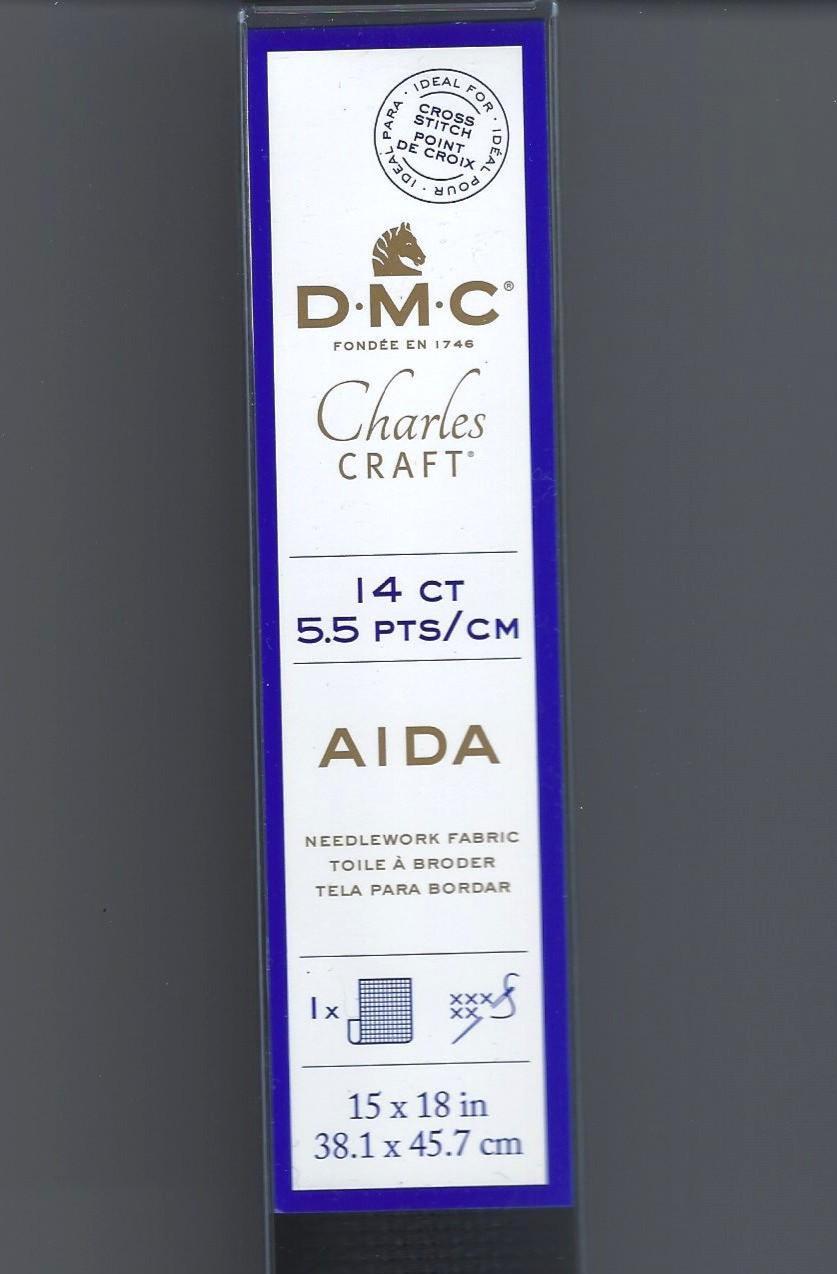 · IDEAL FOR · IDÉAL POUR · IDEAL PARA
CROSS
STITCH
POINT
DE CROIX
D·M·C®
FONDÉE EN 1746
Charles
CRAFT®
14 CT
5.5 PTS/CM
AIDA
NEEDLEWORK FABRIC
TOILE À BRODER
TELA PARA BORDAR
1x
xxx
xx
15 x 18 in
38.1 x 45.7 cm